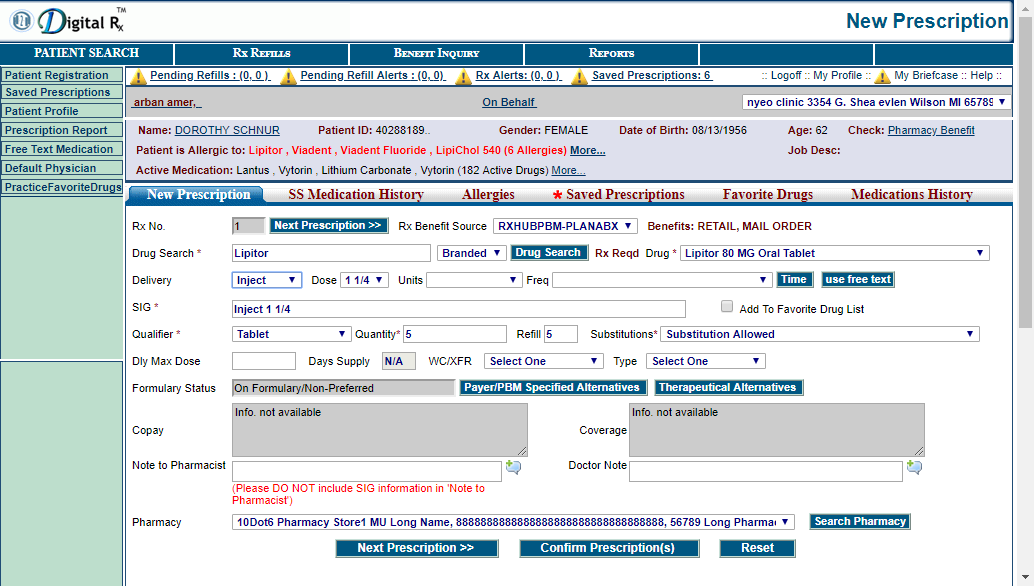 Digital Rx TM
New Prescription
PATIENT SEARCH RX REFILLS BENEFIT INQUIRY REPORTS
Patient Registration
Saved Prescriptions
Patient Profile
Prescription Report
Free Text Medication
Default Physician
PracticeFavoriteDrugs
Pending Refills : (0, 0 ) Pending Refill Alerts : (0, 0) Rx Alerts: (0, 0 ) Saved Prescriptions: 6 :: Logoff :: My Profile :: My Briefcase :: Help ::
arban amer, On Behalf nyeo clinic 3354 G. Shea evlen Wilson MI 65789
Name: DOROTHY SCHNUR Patient ID: 40288189.. Gender: FEMALE Date of Birth: 08/13/1956 Age: 62 Check: Pharmacy Benefit
Patient is Allergic to: Lipitor , Viadent , Viadent Fluoride , LipiChol 540 (6 Allergies) More... Job Desc:
Active Medication: Lantus , Vytorin , Lithium Carbonate , Vytorin (182 Active Drugs) More...
New Prescription SS Medication History Allergies * Saved Prescriptions Favorite Drugs Medications History
Rx No. 1 Next Prescription >> Rx Benefit Source RXHUBPBM-PLANABX Benefits: RETAIL, MAIL ORDER
Drug Search * Lipitor Branded Drug Search Rx Reqd Drug * Lipitor 80 MG Oral Tablet
Delivery Inject Dose 1 1/4 Units Freq Time use free text
SIG * Inject 1 1/4 Add To Favorite Drug List
Qualifier * Tablet Quantity* 5 Refill 5 Substitutions* Substitution Allowed
Dly Max Dose Days Supply N/A WC/XFR Select One Type Select One
Formulary Status On Formulary/Non-Preferred Payer/PBM Specified Alternatives Therapeutical Alternatives
Copay Info. not available Coverage Info. not available
Note to Pharmacist Doctor Note
(Please DO NOT include SIG information in 'Note to
Pharmacist')
Pharmacy 10Dot6 Pharmacy Store1 MU Long Name, 88888888888888888888888888888888888, 56789 Long Pharmac Search Pharmacy
Next Prescription >> Confirm Prescription(s) Reset